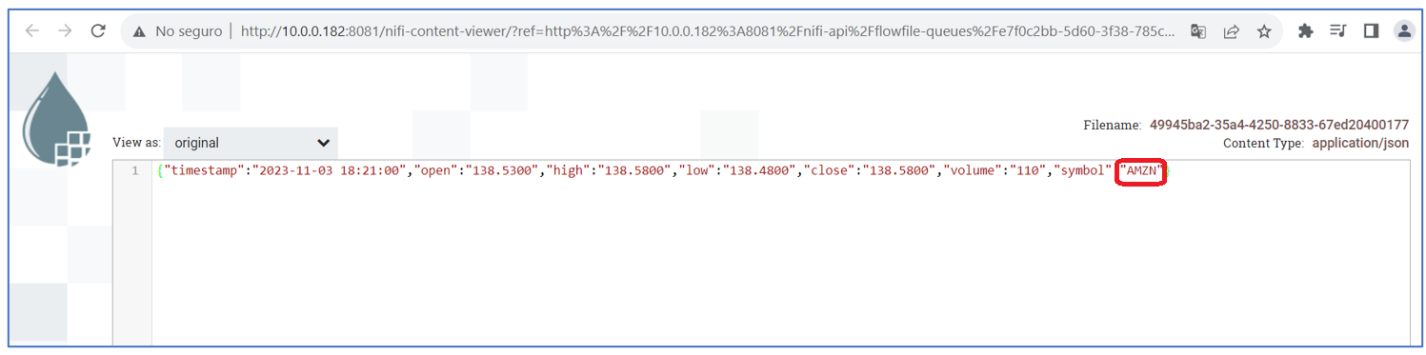 No seguro | http://10.0.0.182:8081/nifi-content-viewer/?ref=http%3A%2F%2F10.0.0.182%3A8081%2Fnifi-api%2Fflowfile-queues%2Fe7f0c2bb-5d60-3f38-785c...
Filename: 49945ba2-35a4-4250-8833-67ed20400177
View as: original
Content Type: application/json
1 {"timestamp":"2023-11-03 18:21:00","open":"138.5300","high":"138.5800","low":"138.4800","close":"138.5800","volume":"110","symbol" "AMZN"}